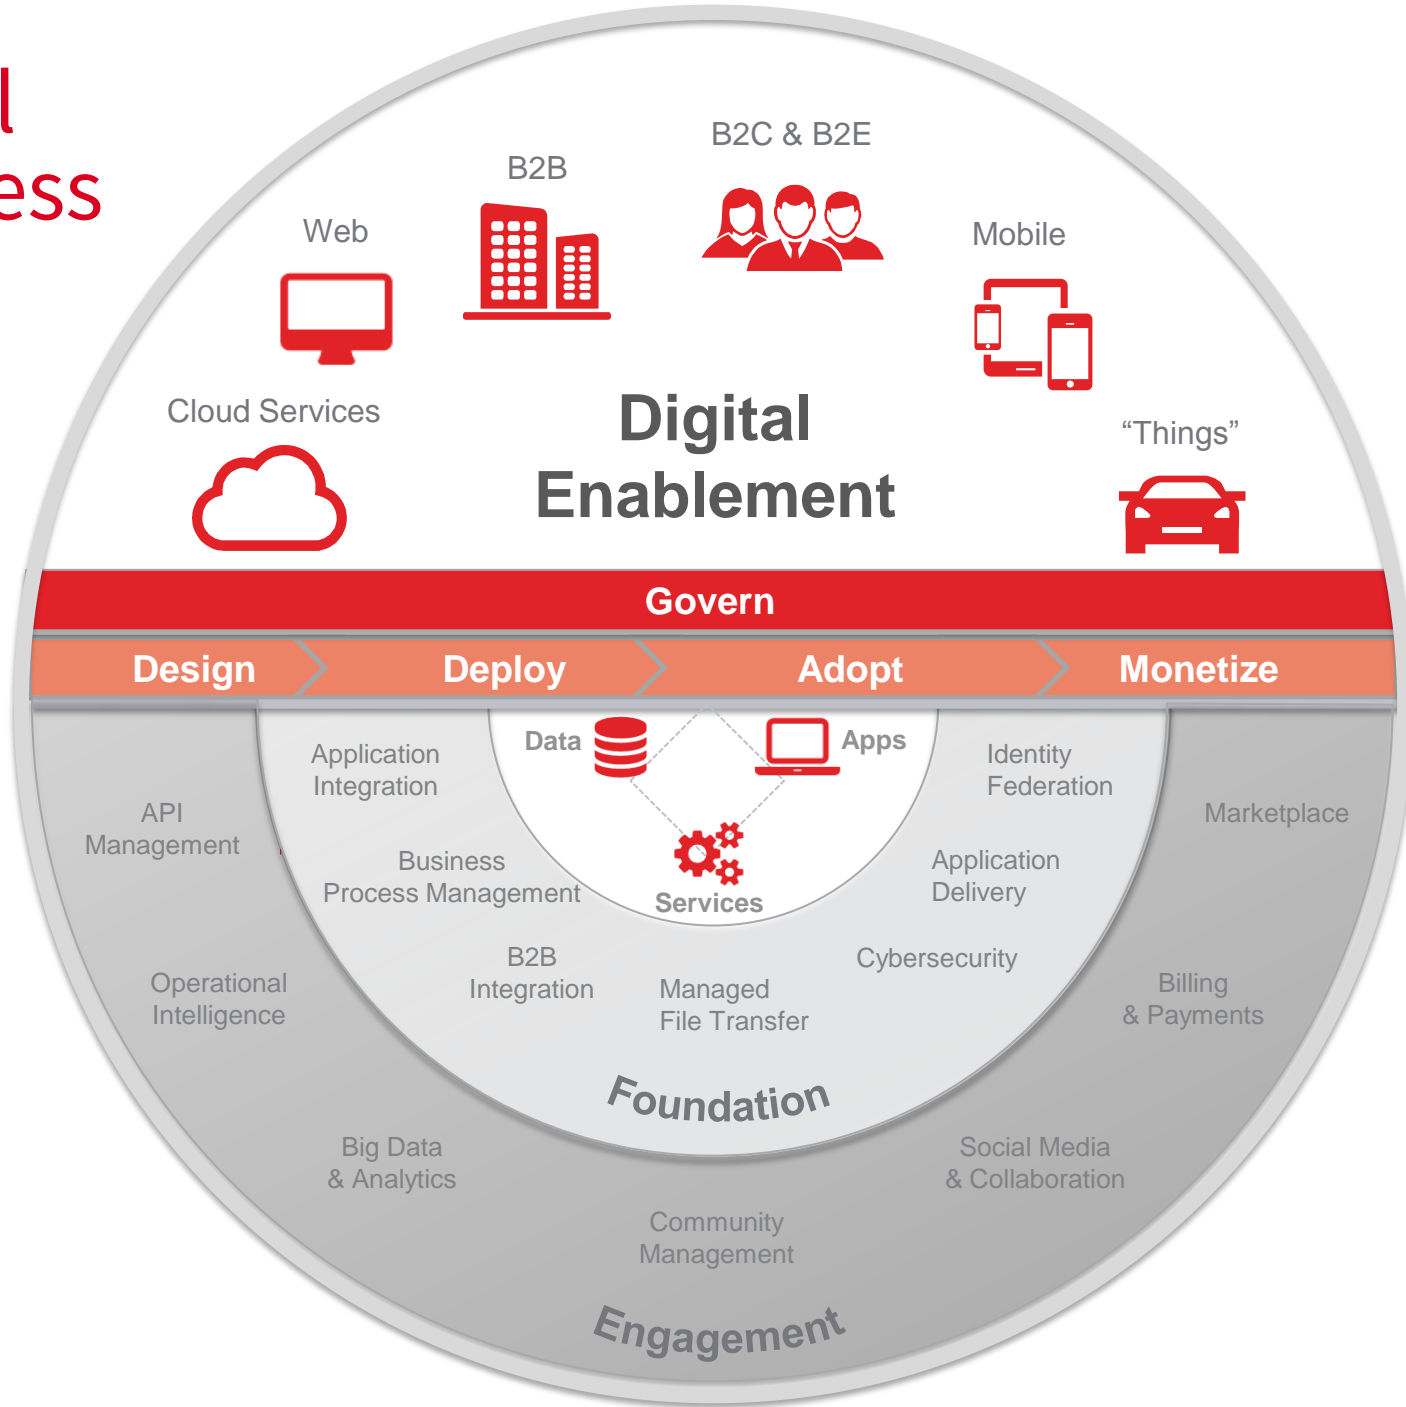 l
ess
B2C & B2E
B2B
Web
Mobile
Cloud Services
“Things”
Digital
Enablement
Govern
Design
Deploy
Adopt
Monetize
Data
Apps
Services
Application
Integration
Identity
Federation
Business
Process Management
Application
Delivery
B2B
Integration
Managed
File Transfer
Cybersecurity
Foundation
API
Management
Marketplace
Operational
Intelligence
Billing
& Payments
Big Data
& Analytics
Social Media
& Collaboration
Community
Management
Engagement